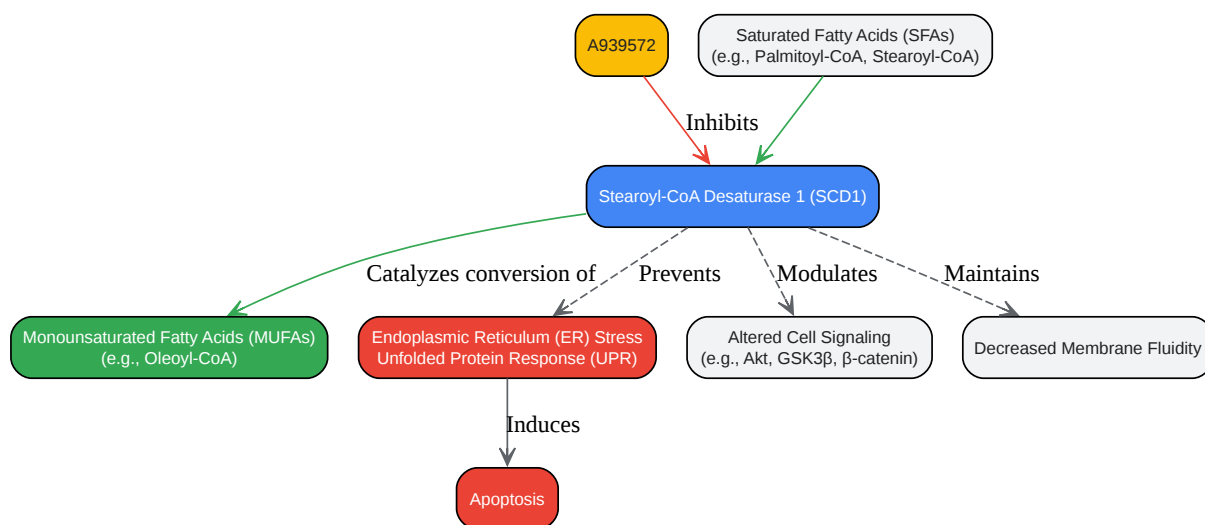 A939572
Saturated Fatty Acids (SFAs)
(e.g., Palmitoyl-CoA, Stearoyl-CoA)
Inhibits
Stearoyl-CoA Desaturase 1 (SCD1)
Catalyzes conversion of
Prevents
Modulates
Maintains
Monounsaturated Fatty Acids (MUFAs)
(e.g., Oleoyl-CoA)
Endoplasmic Reticulum (ER) Stress
Unfolded Protein Response (UPR)
Altered Cell Signaling
(e.g., Akt, GSK3β, β-catenin)
Decreased Membrane Fluidity
Induces
Apoptosis